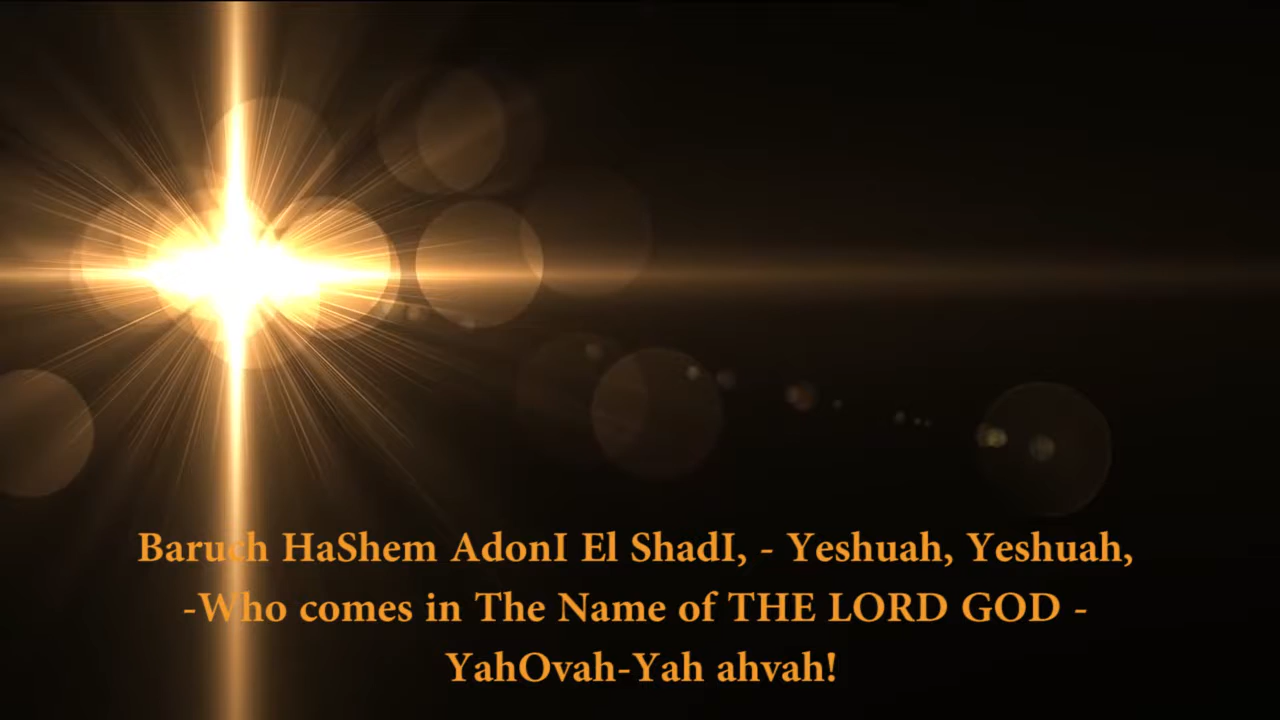 Baruch HaShem AdonI El ShadI, - Yeshuah, Yeshuah,
-Who comes in The Name of THE LORD GOD -
YahOvah-Yah ahvah!